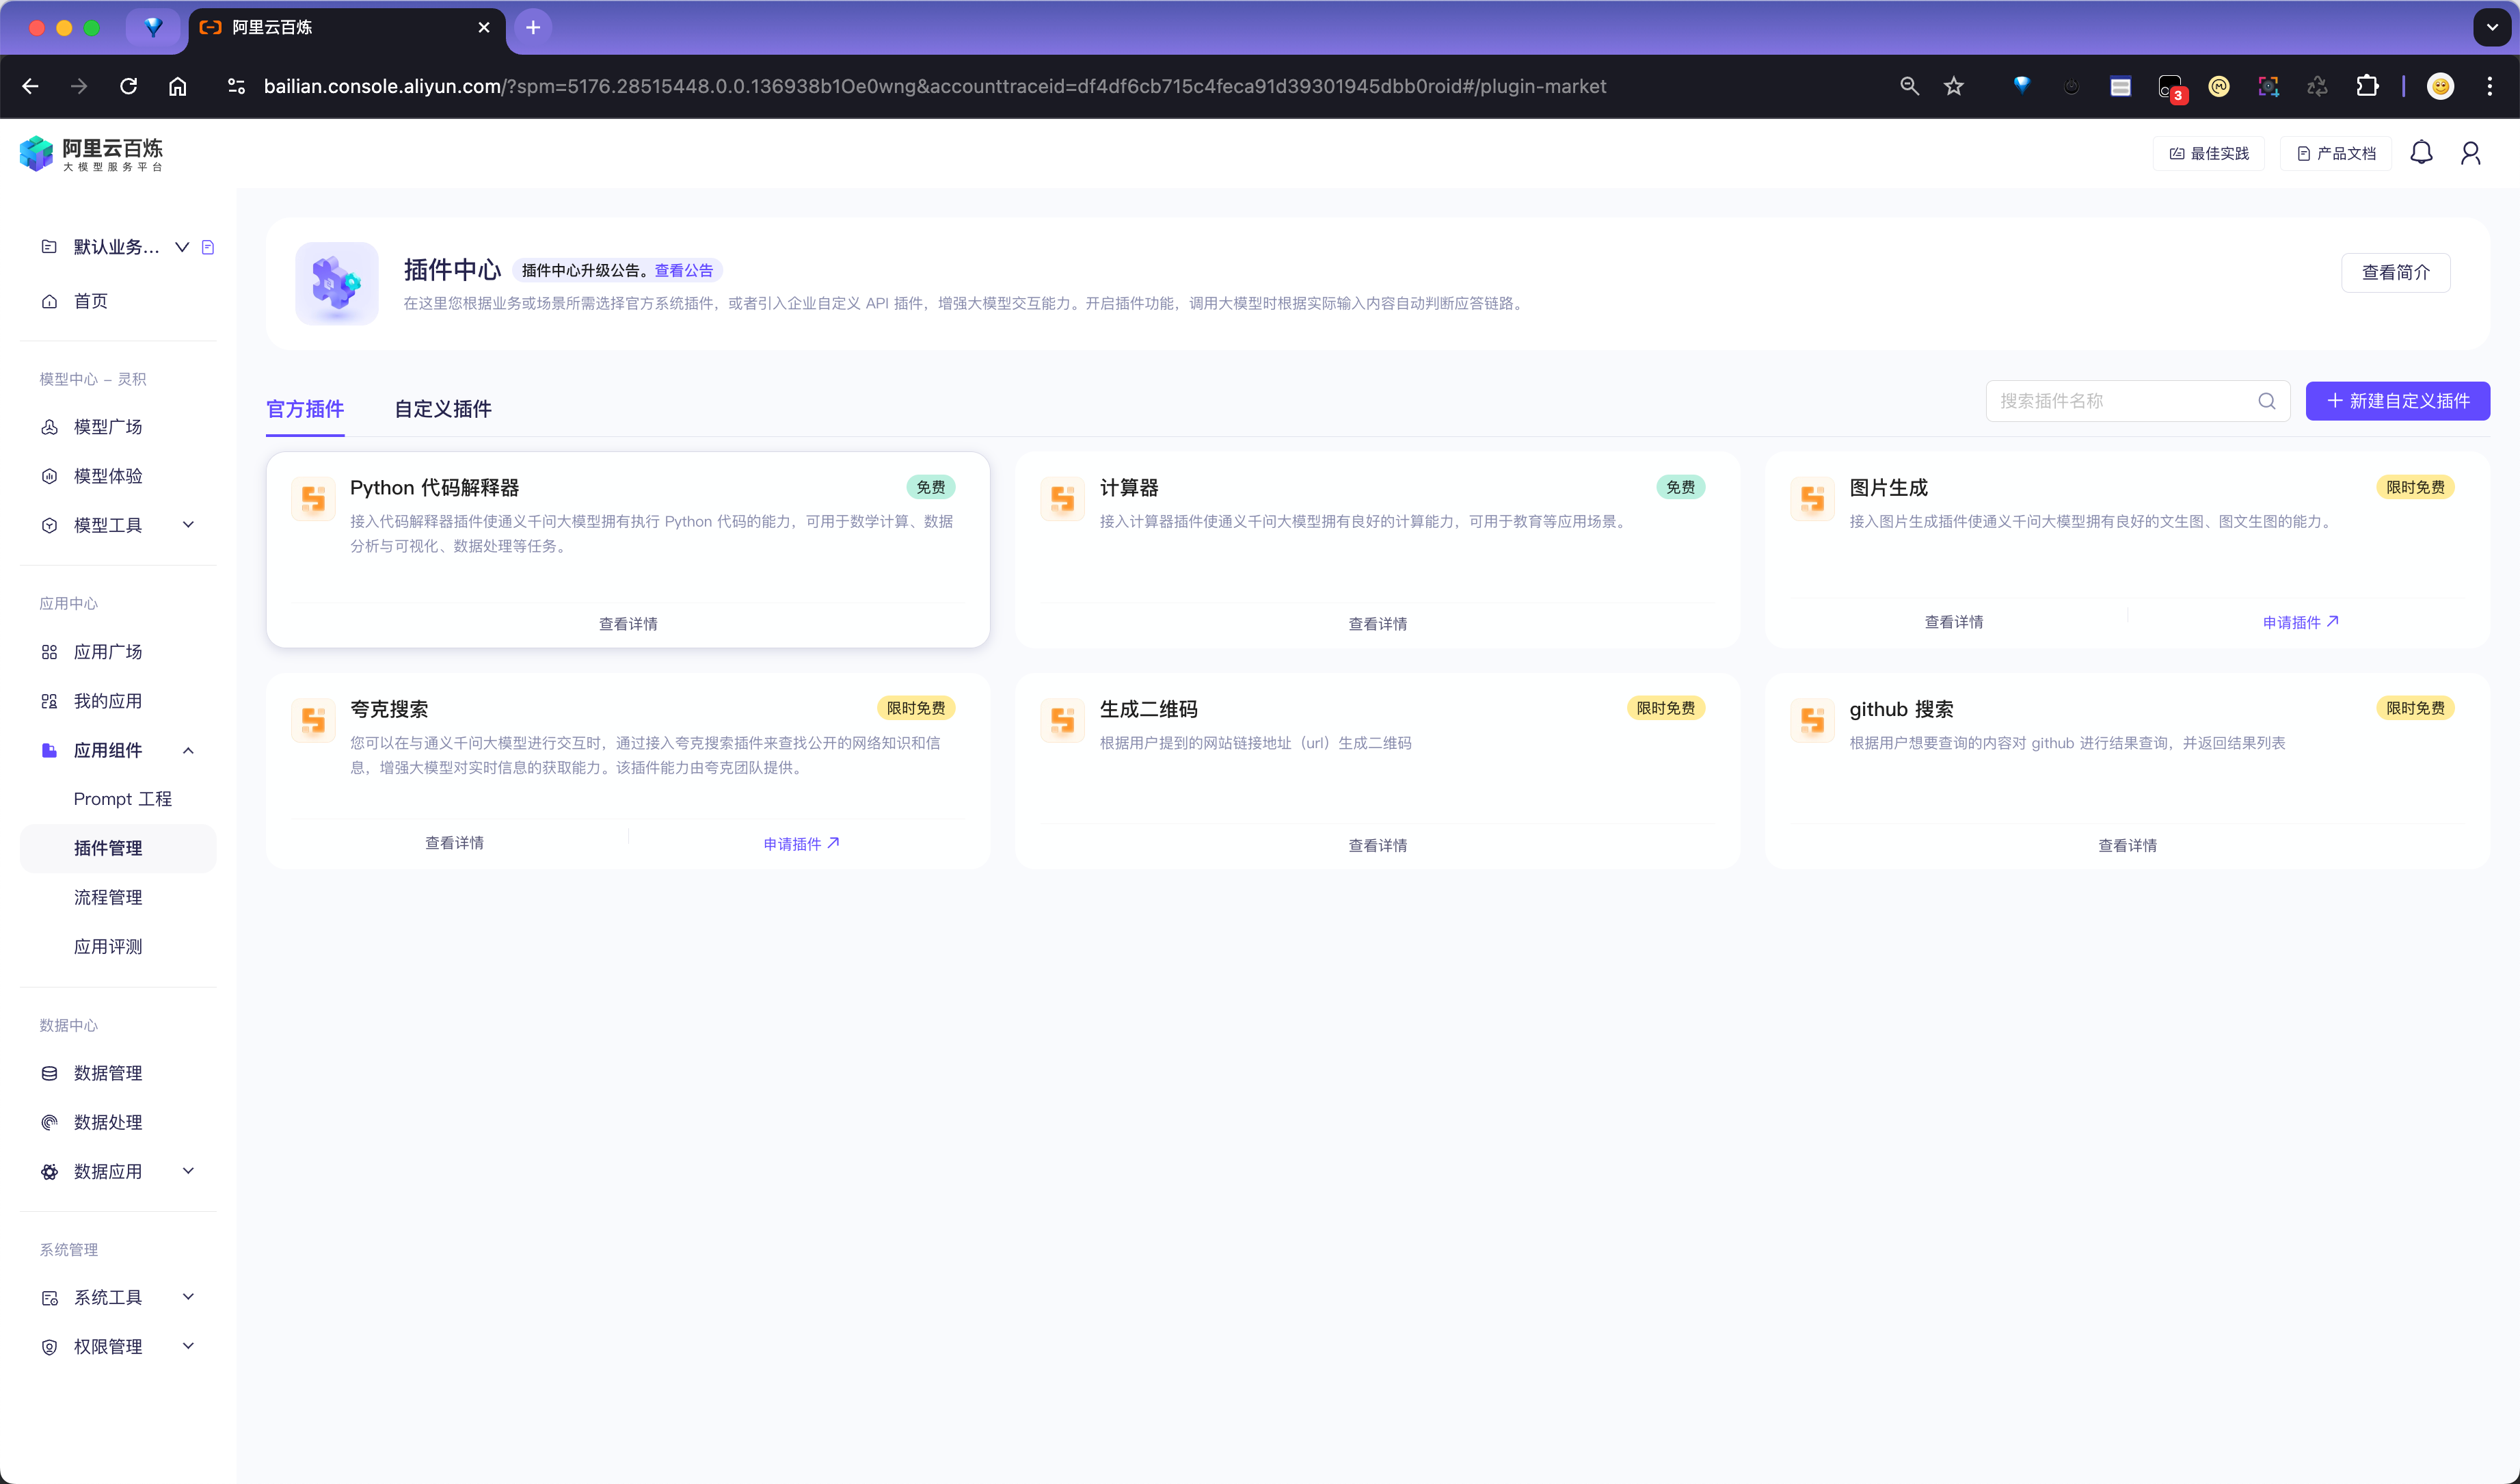 阿里云百炼
bailian.console.aliyun.com/?spm=5176.28515448.0.0.136938b1Oe0wng&accounttraceid=df4df6cb715c4feca91d39301945dbb0roid#/plugin-market
3
阿里云百炼
大模型服务平台
最佳实践
产品文档
默认业务...
首页
模型中心 – 灵积
模型广场
模型体验
模型工具
应用中心
应用广场
我的应用
应用组件
Prompt 工程
插件管理
流程管理
应用评测
数据中心
数据管理
数据处理
数据应用
系统管理
系统工具
权限管理
插件中心
插件中心升级公告。查看公告
在这里您根据业务或场景所需选择官方系统插件，或者引入企业自定义 API 插件，增强大模型交互能力。开启插件功能，调用大模型时根据实际输入内容自动判断应答链路。
查看简介
官方插件
自定义插件
搜索插件名称
新建自定义插件
Python 代码解释器
免费
接入代码解释器插件使通义千问大模型拥有执行 Python 代码的能力，可用于数学计算、数据
分析与可视化、数据处理等任务。
查看详情
计算器
免费
接入计算器插件使通义千问大模型拥有良好的计算能力，可用于教育等应用场景。
查看详情
图片生成
限时免费
接入图片生成插件使通义千问大模型拥有良好的文生图、图文生图的能力。
查看详情
申请插件
夸克搜索
限时免费
您可以在与通义千问大模型进行交互时，通过接入夸克搜索插件来查找公开的网络知识和信
息，增强大模型对实时信息的获取能力。该插件能力由夸克团队提供。
查看详情
申请插件
生成二维码
限时免费
根据用户提到的网站链接地址（url）生成二维码
查看详情
github 搜索
限时免费
根据用户想要查询的内容对 github 进行结果查询，并返回结果列表
查看详情